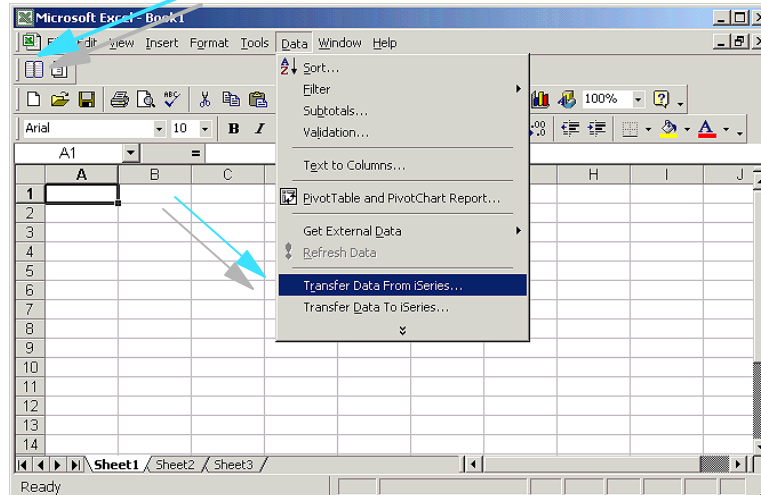 Microsoft Excel - Book1
Edit View Insert Format Tools Data Window Help
100%
Arial 10 B I
A1 =
A B C H I J
Sort...
Filter
Subtotals...
Validation...
Text to Columns...
PivotTable and PivotChart Report...
Get External Data
Refresh Data
Transfer Data From iSeries...
Transfer Data To iSeries...
1
2
3
4
5
6
7
8
9
10
11
12
13
14
Sheet1 Sheet2 Sheet3
Ready